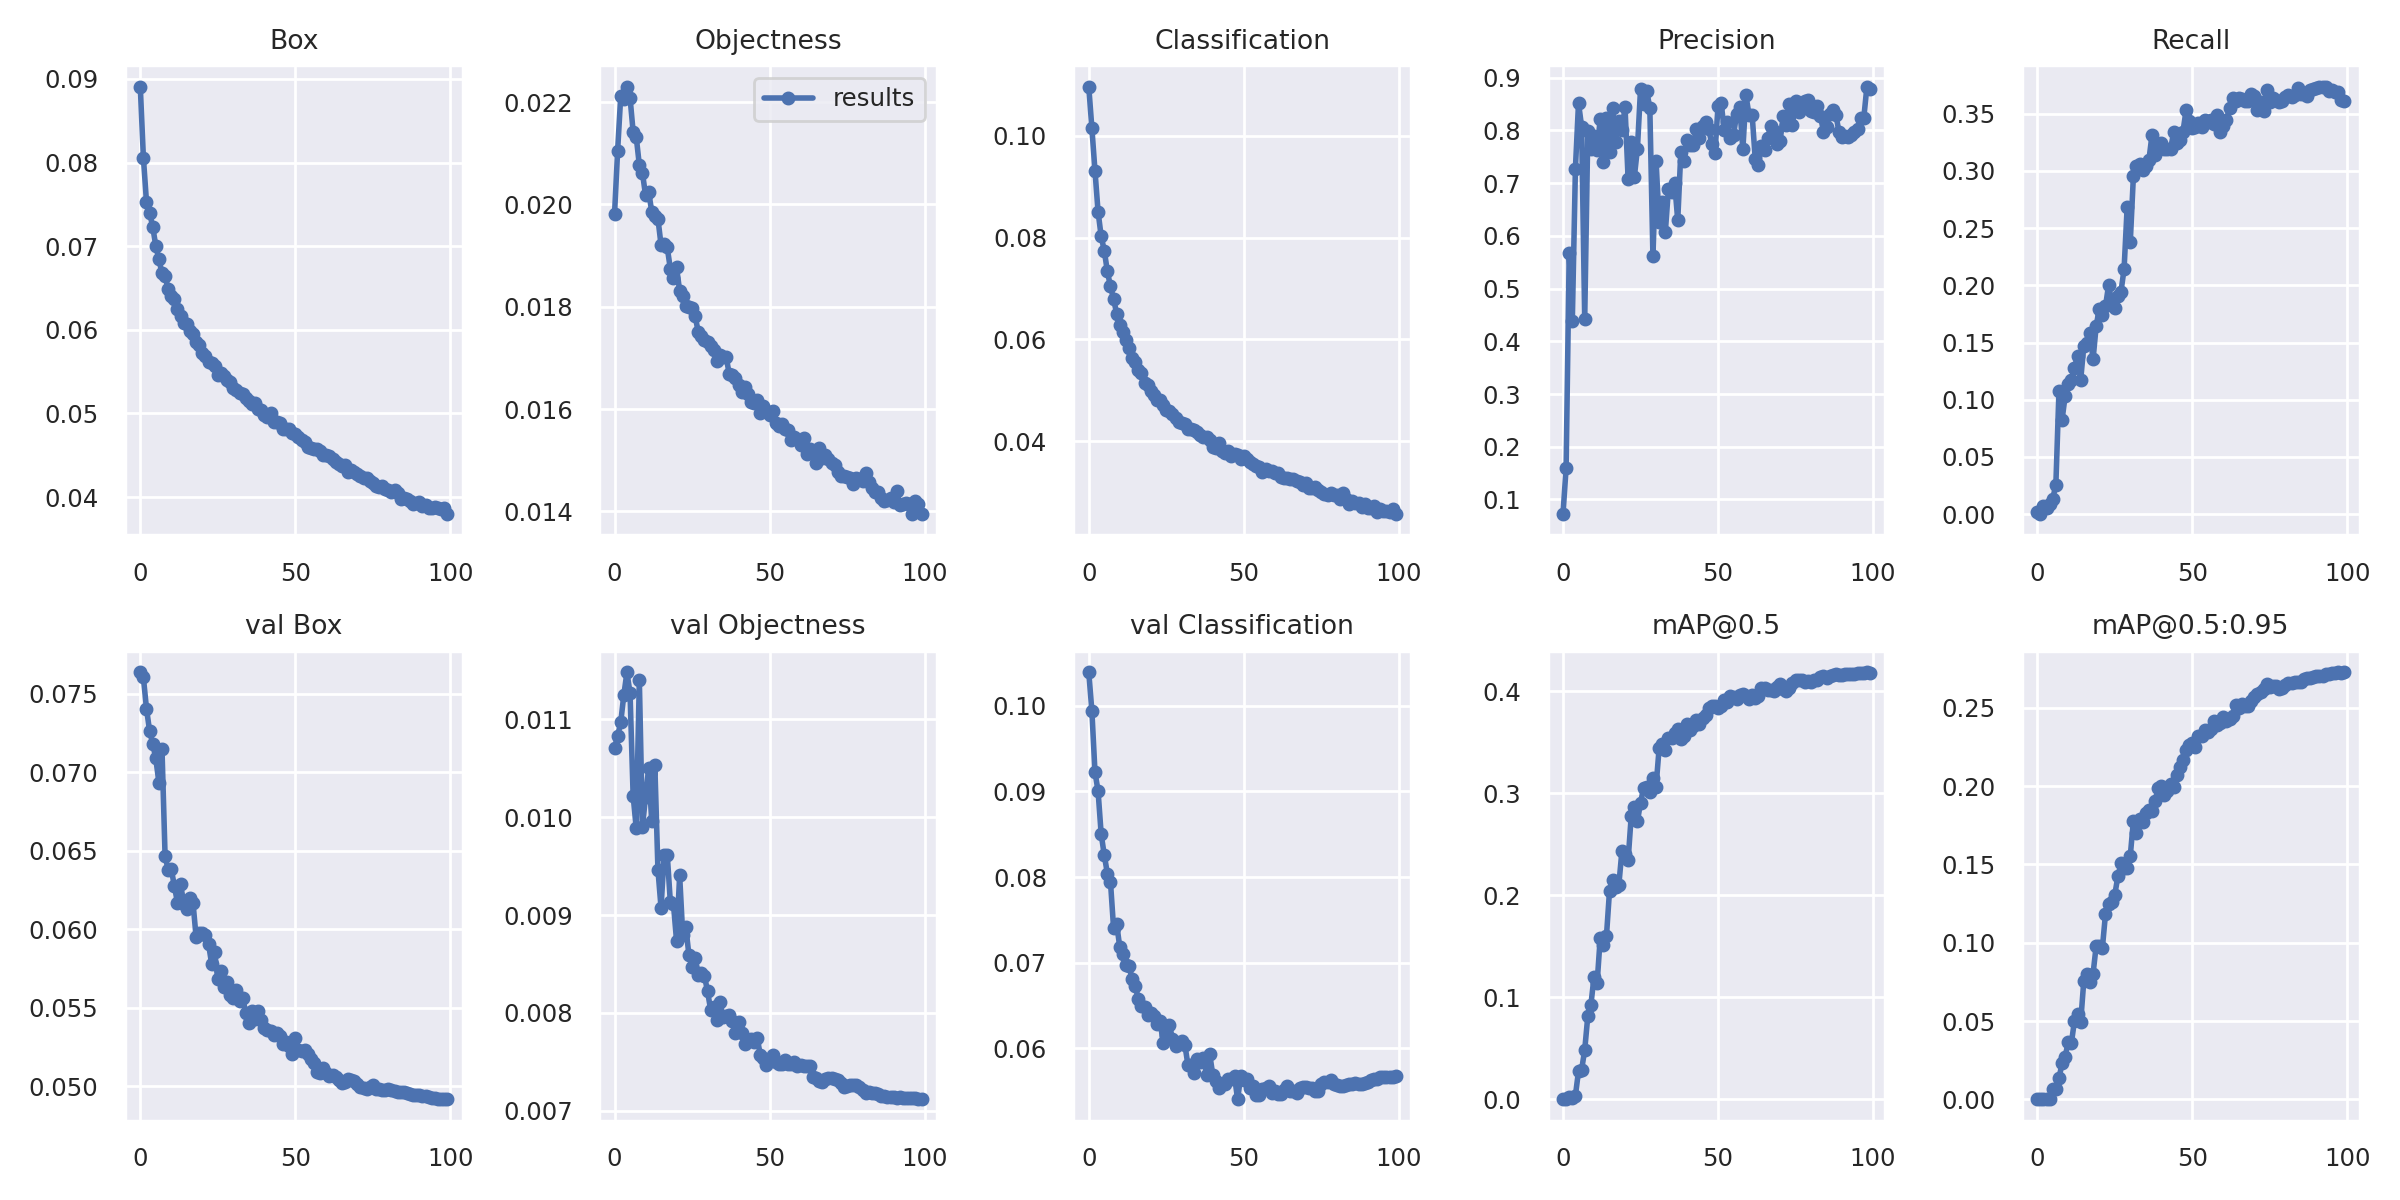 Box
Objectness
Classification
Precision
Recall
0.09
0.08
0.07
0.06
0.05
0.04
0 50 100
results
0.022
0.020
0.018
0.016
0.014
0 50 100
0.10
0.08
0.06
0.04
0 50 100
0.9
0.8
0.7
0.6
0.5
0.4
0.3
0.2
0.1
0 50 100
0.35
0.30
0.25
0.20
0.15
0.10
0.05
0.00
0 50 100
val Box
val Objectness
val Classification
mAP@0.5
mAP@0.5:0.95
0.075
0.070
0.065
0.060
0.055
0.050
0 50 100
0.011
0.010
0.009
0.008
0.007
0 50 100
0.10
0.09
0.08
0.07
0.06
0 50 100
0.4
0.3
0.2
0.1
0.0
0 50 100
0.25
0.20
0.15
0.10
0.05
0.00
0 50 100